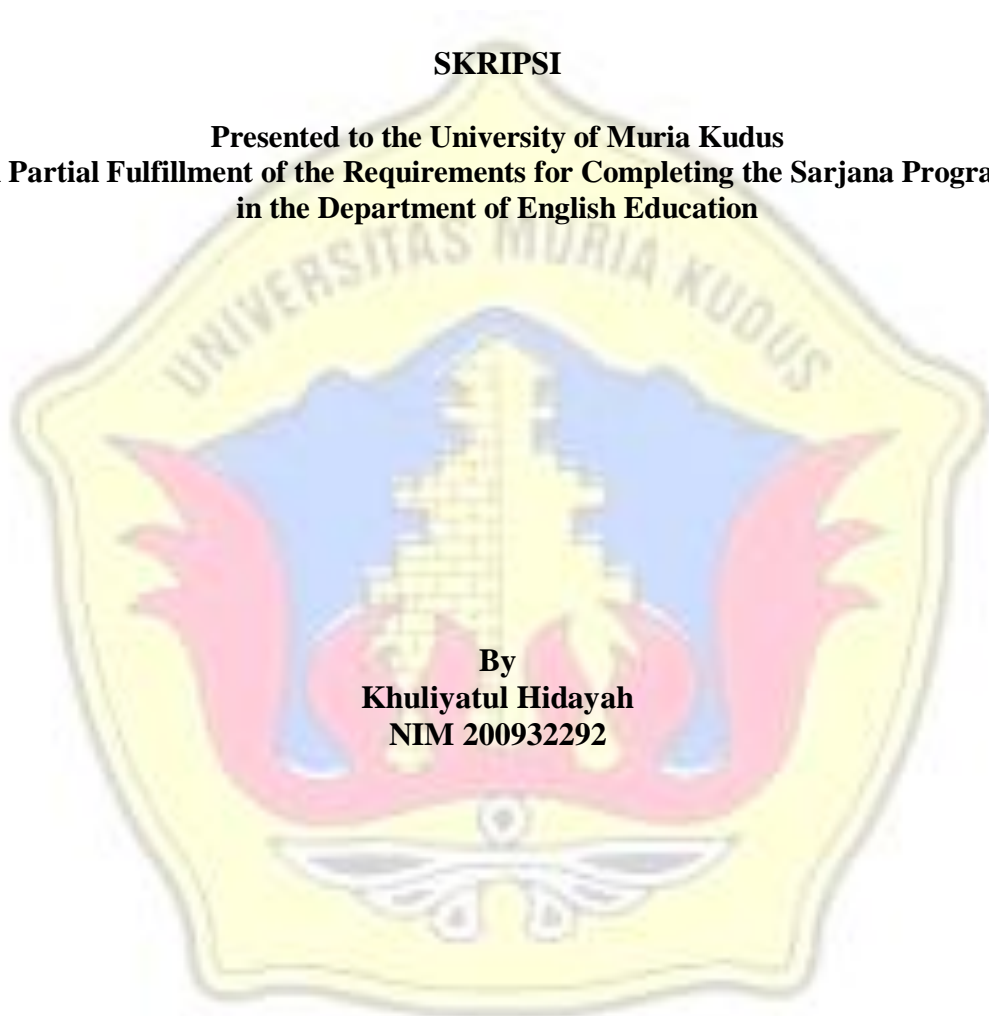 SKRIPSI
Presented to the University of Muria Kudus
Partial Fulfillment of the Requirements for Completing the Sarjana Progra
in the Department of English Education
UNIVERSITAS MURIA KUDUS
By
Khuliyatul Hidayah
NIM 200932292